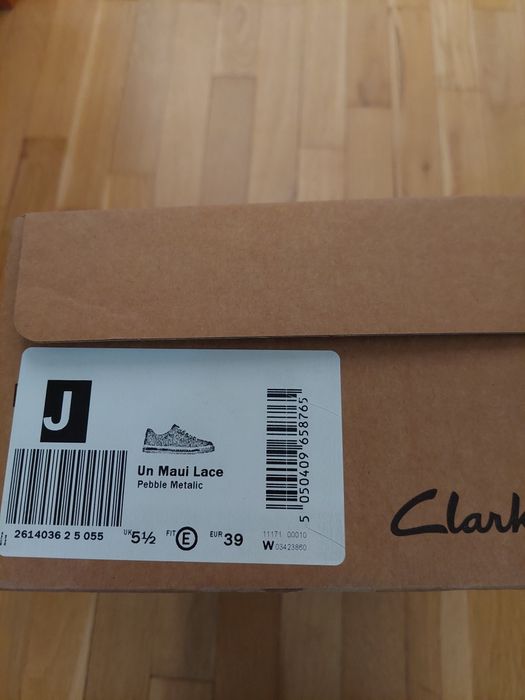 J
Un Maui Lace
Pebble Metalic
5 050409 658765
2614036 2 5 055
UK 5½ FIT E EUR 39
11171 00010
W 03423860
Clark